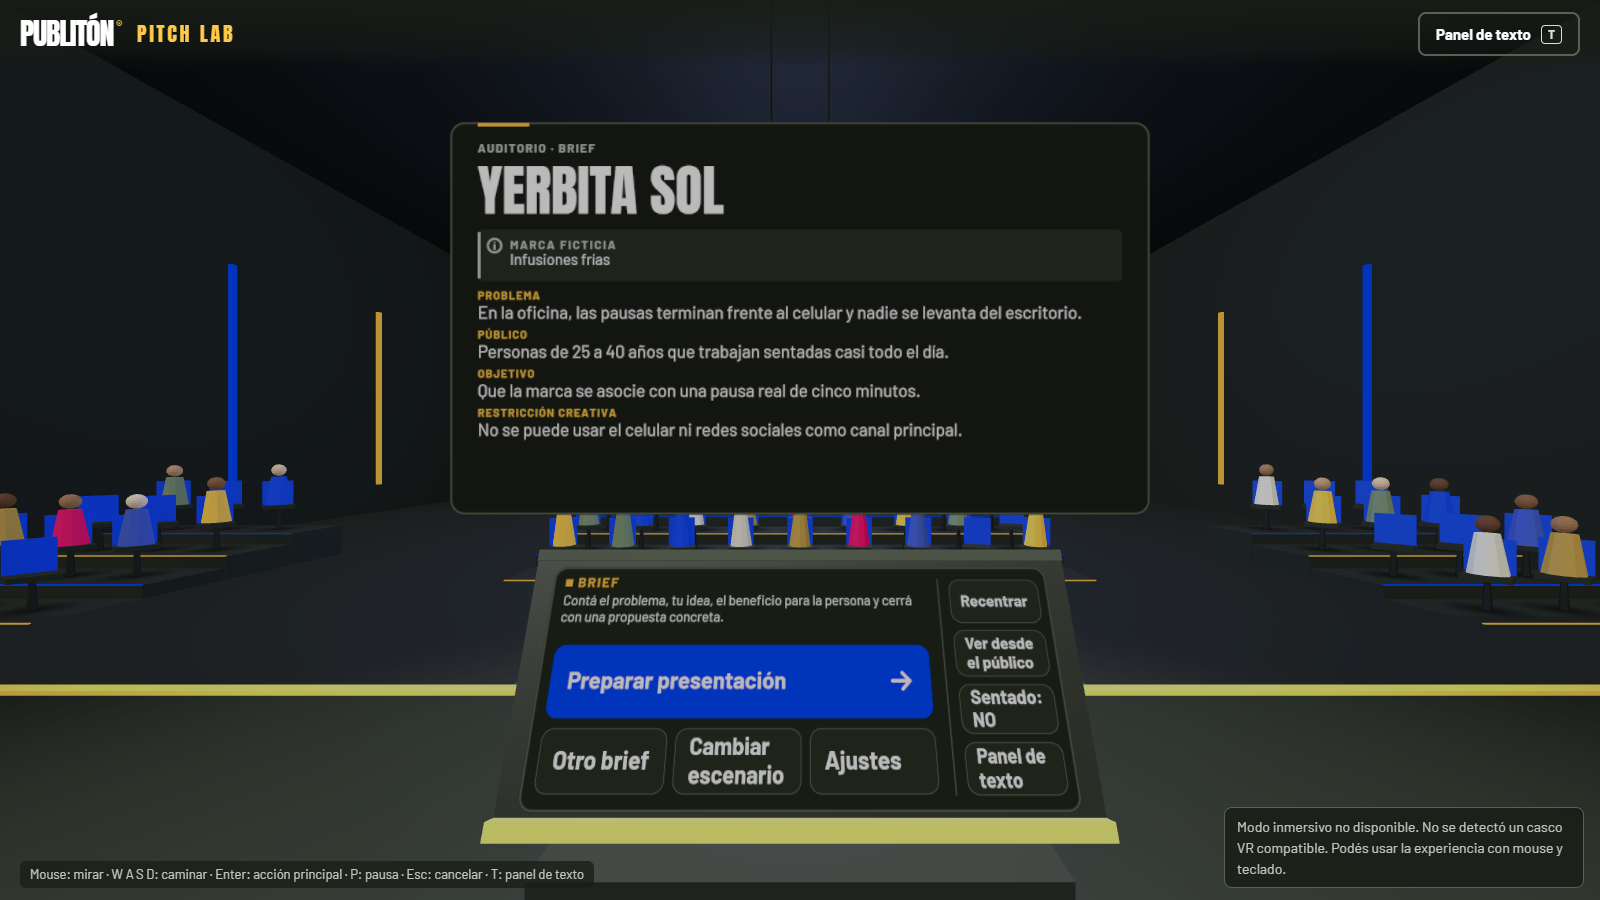 PUBLITÓN PITCH LAB
Panel de texto T
AUDITORIO · BRIEF
YERBITA SOL
MARCA FICTICIA
Infusiones frías
PROBLEMA
En la oficina, las pausas terminan frente al celular y nadie se levanta del escritorio.
PÚBLICO
Personas de 25 a 40 años que trabajan sentadas casi todo el día.
OBJETIVO
Que la marca se asocie con una pausa real de cinco minutos.
RESTRICCIÓN CREATIVA
No se puede usar el celular ni redes sociales como canal principal.
BRIEF
Contá el problema, tu idea, el beneficio para la persona y cerrá
con una propuesta concreta.
Preparar presentación →
Otro brief
Cambiar
escenario
Ajustes
Recentrar
Ver desde
el público
Sentado:
NO
Panel de
texto
Modo inmersivo no disponible. No se detectó un casco
VR compatible. Podés usar la experiencia con mouse y
teclado.
Mouse: mirar · W A S D: caminar · Enter: acción principal · P: pausa · Esc: cancelar · T: panel de texto